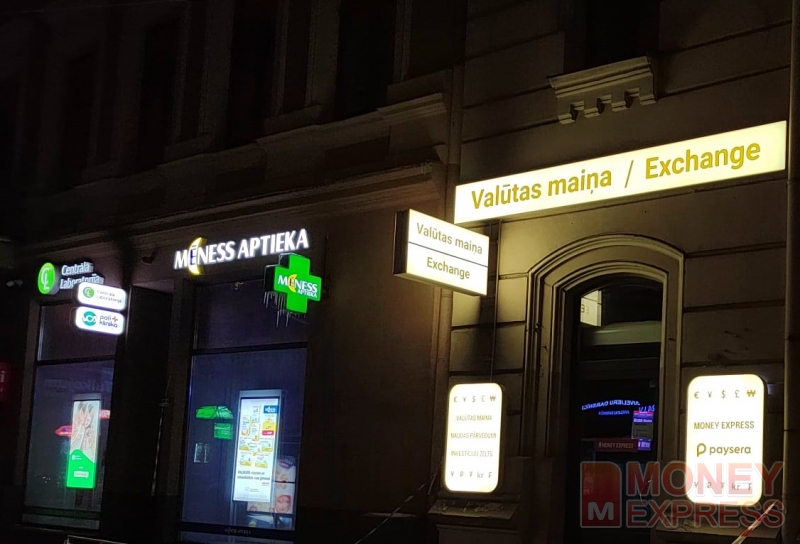 Valūtas maiņa / Exchange
Valūtas maiņa
Exchange
MĒNESS APTIEKA
MĒNESS
APTIEKA
Centrālā
Laboratorija
€ ¥ $ £ ₩
VALŪTAS MAIŅA
NAUDAS PĀRVEDUMI
INVESTĪCIJU ZELTS
€ ¥ $ £ ₩
MONEY EXPRESS
paysera
MONEY
EXPRESS